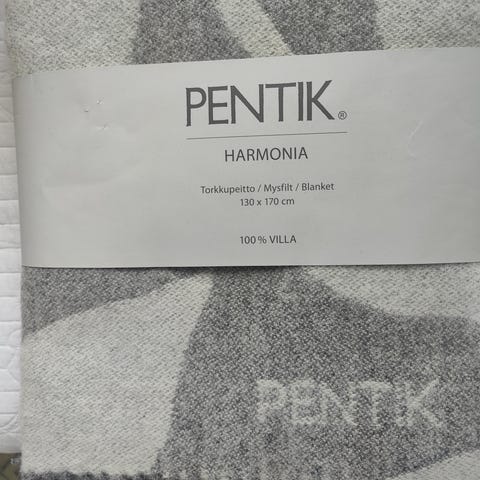 PENTIK®
HARMONIA
Torkkupeitto / Mysfilt / Blanket
130 x 170 cm
100 % VILLA
PENTIK